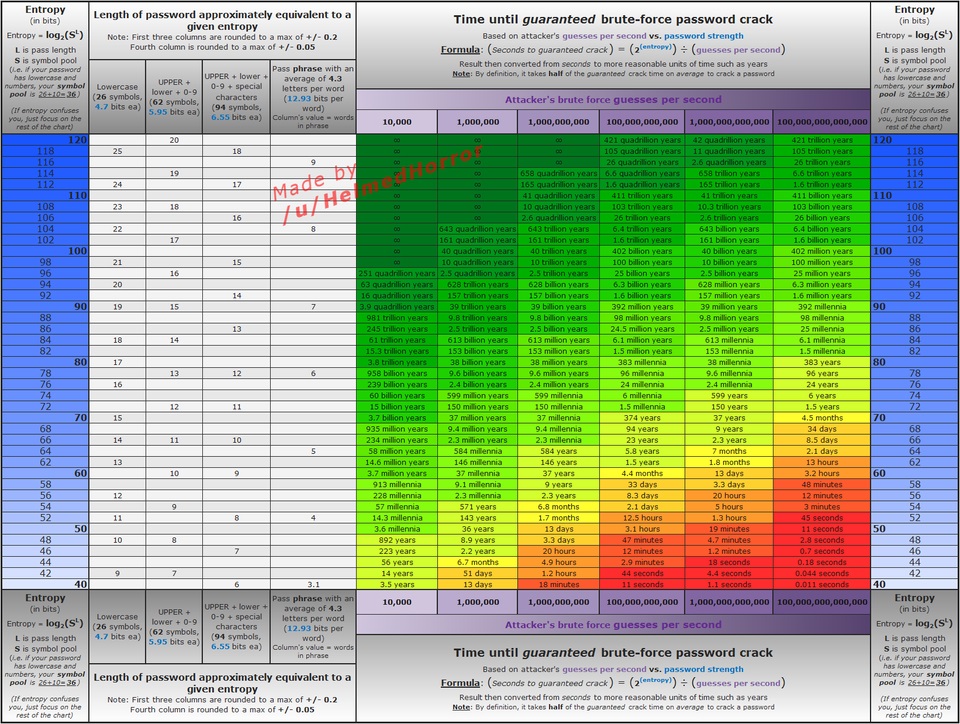 Entropy
(in bits)
Entropy = log₂(Sᴸ)
L is pass length
S is symbol pool
(i.e. if your password
has lowercase and
numbers, your symbol
pool is 26+10=36 )
(If entropy confuses
you, just focus on the
rest of the chart)
Length of password approximately equivalent to a
given entropy
Note: First three columns are rounded to a max of +/- 0.2
Fourth column is rounded to a max of +/- 0.05
Lowercase
(26 symbols,
4.7 bits ea)
UPPER +
lower + 0-9
(62 symbols,
5.95 bits ea)
UPPER + lower +
0-9 + special
characters
(94 symbols,
6.55 bits ea)
Pass phrase with an
average of 4.3
letters per word
(12.93 bits per
word)
Column's value = words
in phrase
Time until guaranteed brute-force password crack
Based on attacker's guesses per second vs. password strength
Formula: (Seconds to guaranteed crack) = (2^(entropy)) ÷ (guesses per second)
Result then converted from seconds to more reasonable units of time such as years
Note: By definition, it takes half of the guaranteed crack time on average to crack a password
Attacker's brute force guesses per second
10,000 1,000,000 1,000,000,000 100,000,000,000 1,000,000,000,000 100,000,000,000,000
Entropy
(in bits)
Entropy = log₂(Sᴸ)
L is pass length
S is symbol pool
(i.e. if your password
has lowercase and
numbers, your symbol
pool is 26+10=36 )
(If entropy confuses
you, just focus on the
rest of the chart)
120 20 ∞ ∞ ∞ 421 quadrillion years 42 quadrillion years 421 trillion years 120
118 25 18 ∞ ∞ ∞ 105 quadrillion years 11 quadrillion years 105 trillion years 118
116 9 ∞ ∞ ∞ 26 quadrillion years 2.6 quadrillion years 26 trillion years 116
114 19 ∞ ∞ 658 quadrillion years 6.6 quadrillion years 658 trillion years 6.6 trillion years 114
112 24 17 ∞ ∞ 165 quadrillion years 1.6 quadrillion years 165 trillion years 1.6 trillion years 112
110 ∞ ∞ 41 quadrillion years 411 trillion years 41 trillion years 411 billion years 110
108 23 18 ∞ ∞ 10 quadrillion years 103 trillion years 10.3 trillion years 103 billion years 108
106 16 ∞ ∞ 2.6 quadrillion years 26 trillion years 2.6 trillion years 26 billion years 106
104 22 8 ∞ 643 quadrillion years 643 trillion years 6.4 trillion years 643 billion years 6.4 billion years 104
102 17 ∞ 161 quadrillion years 161 trillion years 1.6 trillion years 161 billion years 1.6 billion years 102
100 ∞ 40 quadrillion years 40 trillion years 402 billion years 40 billion years 402 million years 100
98 21 15 ∞ 10 quadrillion years 10 trillion years 100 billion years 10 billion years 100 million years 98
96 16 251 quadrillion years 2.5 quadrillion years 2.5 trillion years 25 billion years 2.5 billion years 25 million years 96
94 20 63 quadrillion years 628 trillion years 628 billion years 6.3 billion years 628 million years 6.3 million years 94
92 14 16 quadrillion years 157 trillion years 157 billion years 1.6 billion years 157 million years 1.6 million years 92
90 19 15 7 3.9 quadrillion years 39 trillion years 39 billion years 392 million years 39 million years 392 millennia 90
88 981 trillion years 9.8 trillion years 9.8 billion years 98 million years 9.8 million years 98 millennia 88
86 13 245 trillion years 2.5 trillion years 2.5 billion years 24.5 million years 2.5 million years 25 millennia 86
84 18 14 61 trillion years 613 billion years 613 million years 6.1 million years 613 millennia 6.1 millennia 84
82 15.3 trillion years 153 billion years 153 million years 1.5 million years 153 millennia 1.5 millennia 82
80 17 3.8 trillion years 38 billion years 38 million years 383 millennia 38 millennia 383 years 80
78 13 12 6 958 billion years 9.6 billion years 9.6 million years 96 millennia 9.6 millennia 96 years 78
76 16 239 billion years 2.4 billion years 2.4 million years 24 millennia 2.4 millennia 24 years 76
74 60 billion years 599 million years 599 millennia 6 millennia 599 years 6 years 74
72 12 11 15 billion years 150 million years 150 millennia 1.5 millennia 150 years 1.5 years 72
70 15 3.7 billion years 37 million years 37 millennia 374 years 37 years 4.5 months 70
68 935 million years 9.4 million years 9.4 millennia 94 years 9 years 34 days 68
66 14 11 10 234 million years 2.3 million years 2.3 millennia 23 years 2.3 years 8.5 days 66
64 5 58 million years 584 millennia 584 years 5.8 years 7 months 2.1 days 64
62 13 14.6 million years 146 millennia 146 years 1.5 years 1.8 months 13 hours 62
60 10 9 3.7 million years 37 millennia 37 years 4.4 months 13 days 3.2 hours 60
58 913 millennia 9.1 millennia 9 years 33 days 3.3 days 48 minutes 58
56 12 228 millennia 2.3 millennia 2.3 years 8.3 days 20 hours 12 minutes 56
54 9 57 millennia 571 years 6.8 months 2.1 days 5 hours 3 minutes 54
52 11 8 4 14.3 millennia 143 years 1.7 months 12.5 hours 1.3 hours 45 seconds 52
50 3.6 millennia 36 years 13 days 3.1 hours 19 minutes 11 seconds 50
48 10 8 892 years 8.9 years 3.3 days 47 minutes 4.7 minutes 2.8 seconds 48
46 7 223 years 2.2 years 20 hours 12 minutes 1.2 minutes 0.7 seconds 46
44 56 years 6.7 months 4.9 hours 2.9 minutes 18 seconds 0.18 seconds 44
42 9 7 14 years 51 days 1.2 hours 44 seconds 4.4 seconds 0.044 seconds 42
40 6 3.1 3.5 years 13 days 18 minutes 11 seconds 1.1 seconds 0.011 seconds 40
Made by
/u/HelmedHorror
Entropy
(in bits)
Entropy = log₂(Sᴸ)
L is pass length
S is symbol pool
(i.e. if your password
has lowercase and
numbers, your symbol
pool is 26+10=36 )
(If entropy confuses
you, just focus on the
rest of the chart)
Lowercase
(26 symbols,
4.7 bits ea)
UPPER +
lower + 0-9
(62 symbols,
5.95 bits ea)
UPPER + lower +
0-9 + special
characters
(94 symbols,
6.55 bits ea)
Pass phrase with an
average of 4.3
letters per word
(12.93 bits per
word)
Column's value = words
in phrase
Length of password approximately equivalent to a
given entropy
Note: First three columns are rounded to a max of +/- 0.2
Fourth column is rounded to a max of +/- 0.05
10,000 1,000,000 1,000,000,000 100,000,000,000 1,000,000,000,000 100,000,000,000,000
Attacker's brute force guesses per second
Time until guaranteed brute-force password crack
Based on attacker's guesses per second vs. password strength
Formula: (Seconds to guaranteed crack) = (2^(entropy)) ÷ (guesses per second)
Result then converted from seconds to more reasonable units of time such as years
Note: By definition, it takes half of the guaranteed crack time on average to crack a password
Entropy
(in bits)
Entropy = log₂(Sᴸ)
L is pass length
S is symbol pool
(i.e. if your password
has lowercase and
numbers, your symbol
pool is 26+10=36 )
(If entropy confuses
you, just focus on the
rest of the chart)